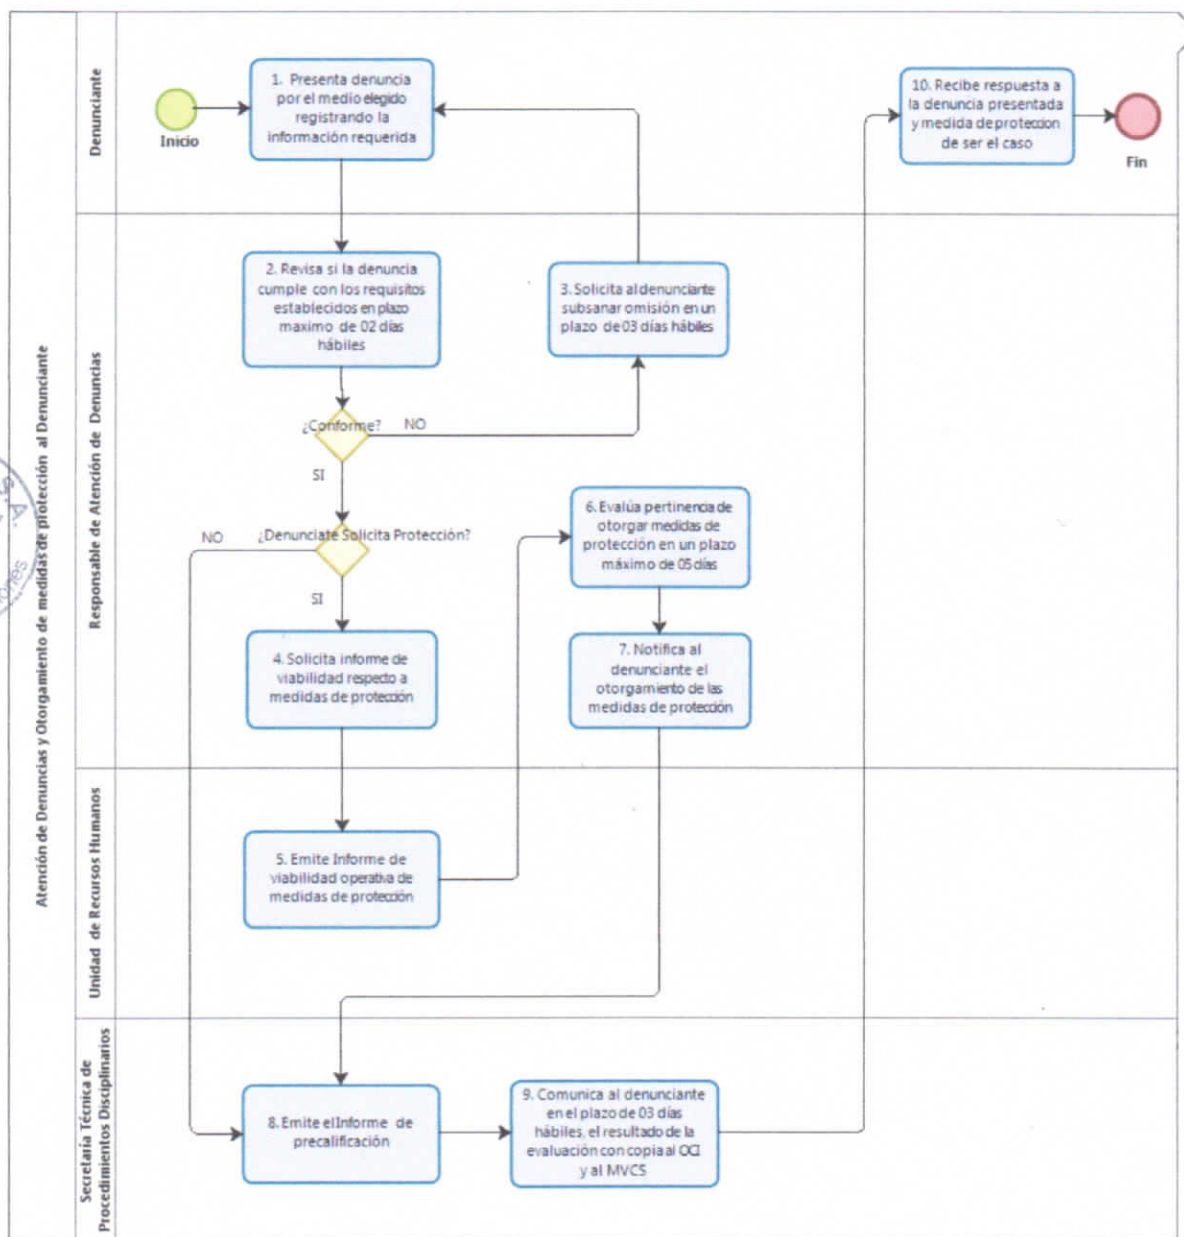 Atención de Denuncias y Otorgamiento de medidas de protección al Denunciante
Denunciante
Inicio
1. Presenta denuncia
por el medio elegido
registrando la
información requerida
10. Recibe respuesta a
la denuncia presentada
y medida de proteccion
de ser el caso
Fin
Responsable de Atención de Denuncias
2. Revisa si la denuncia
cumple con los requisitos
establecidos en plazo
maximo de 02 días
hábiles
3. Solicita al denunciante
subsanar omisión en un
plazo de 03 días hábiles
¿Conforme?
NO
SI
¿Denunciate Solicita Protección?
NO
SI
4. Solicita informe de
viabilidad respecto a
medidas de protección
6. Evalúa pertinencia de
otorgar medidas de
protección en un plazo
máximo de 05 días
7. Notifica al
denunciante el
otorgamiento de las
medidas de protección
Unidad de Recursos Humanos
5. Emite Informe de
viabilidad operativa de
medidas de protección
Secretaría Técnica de
Procedimientos Disciplinarios
8. Emite el Informe de
precalificación
9. Comunica al denunciante
en el plazo de 03 días
hábiles, el resultado de la
evaluación con copia al OCI
y al MVCS
S.A.